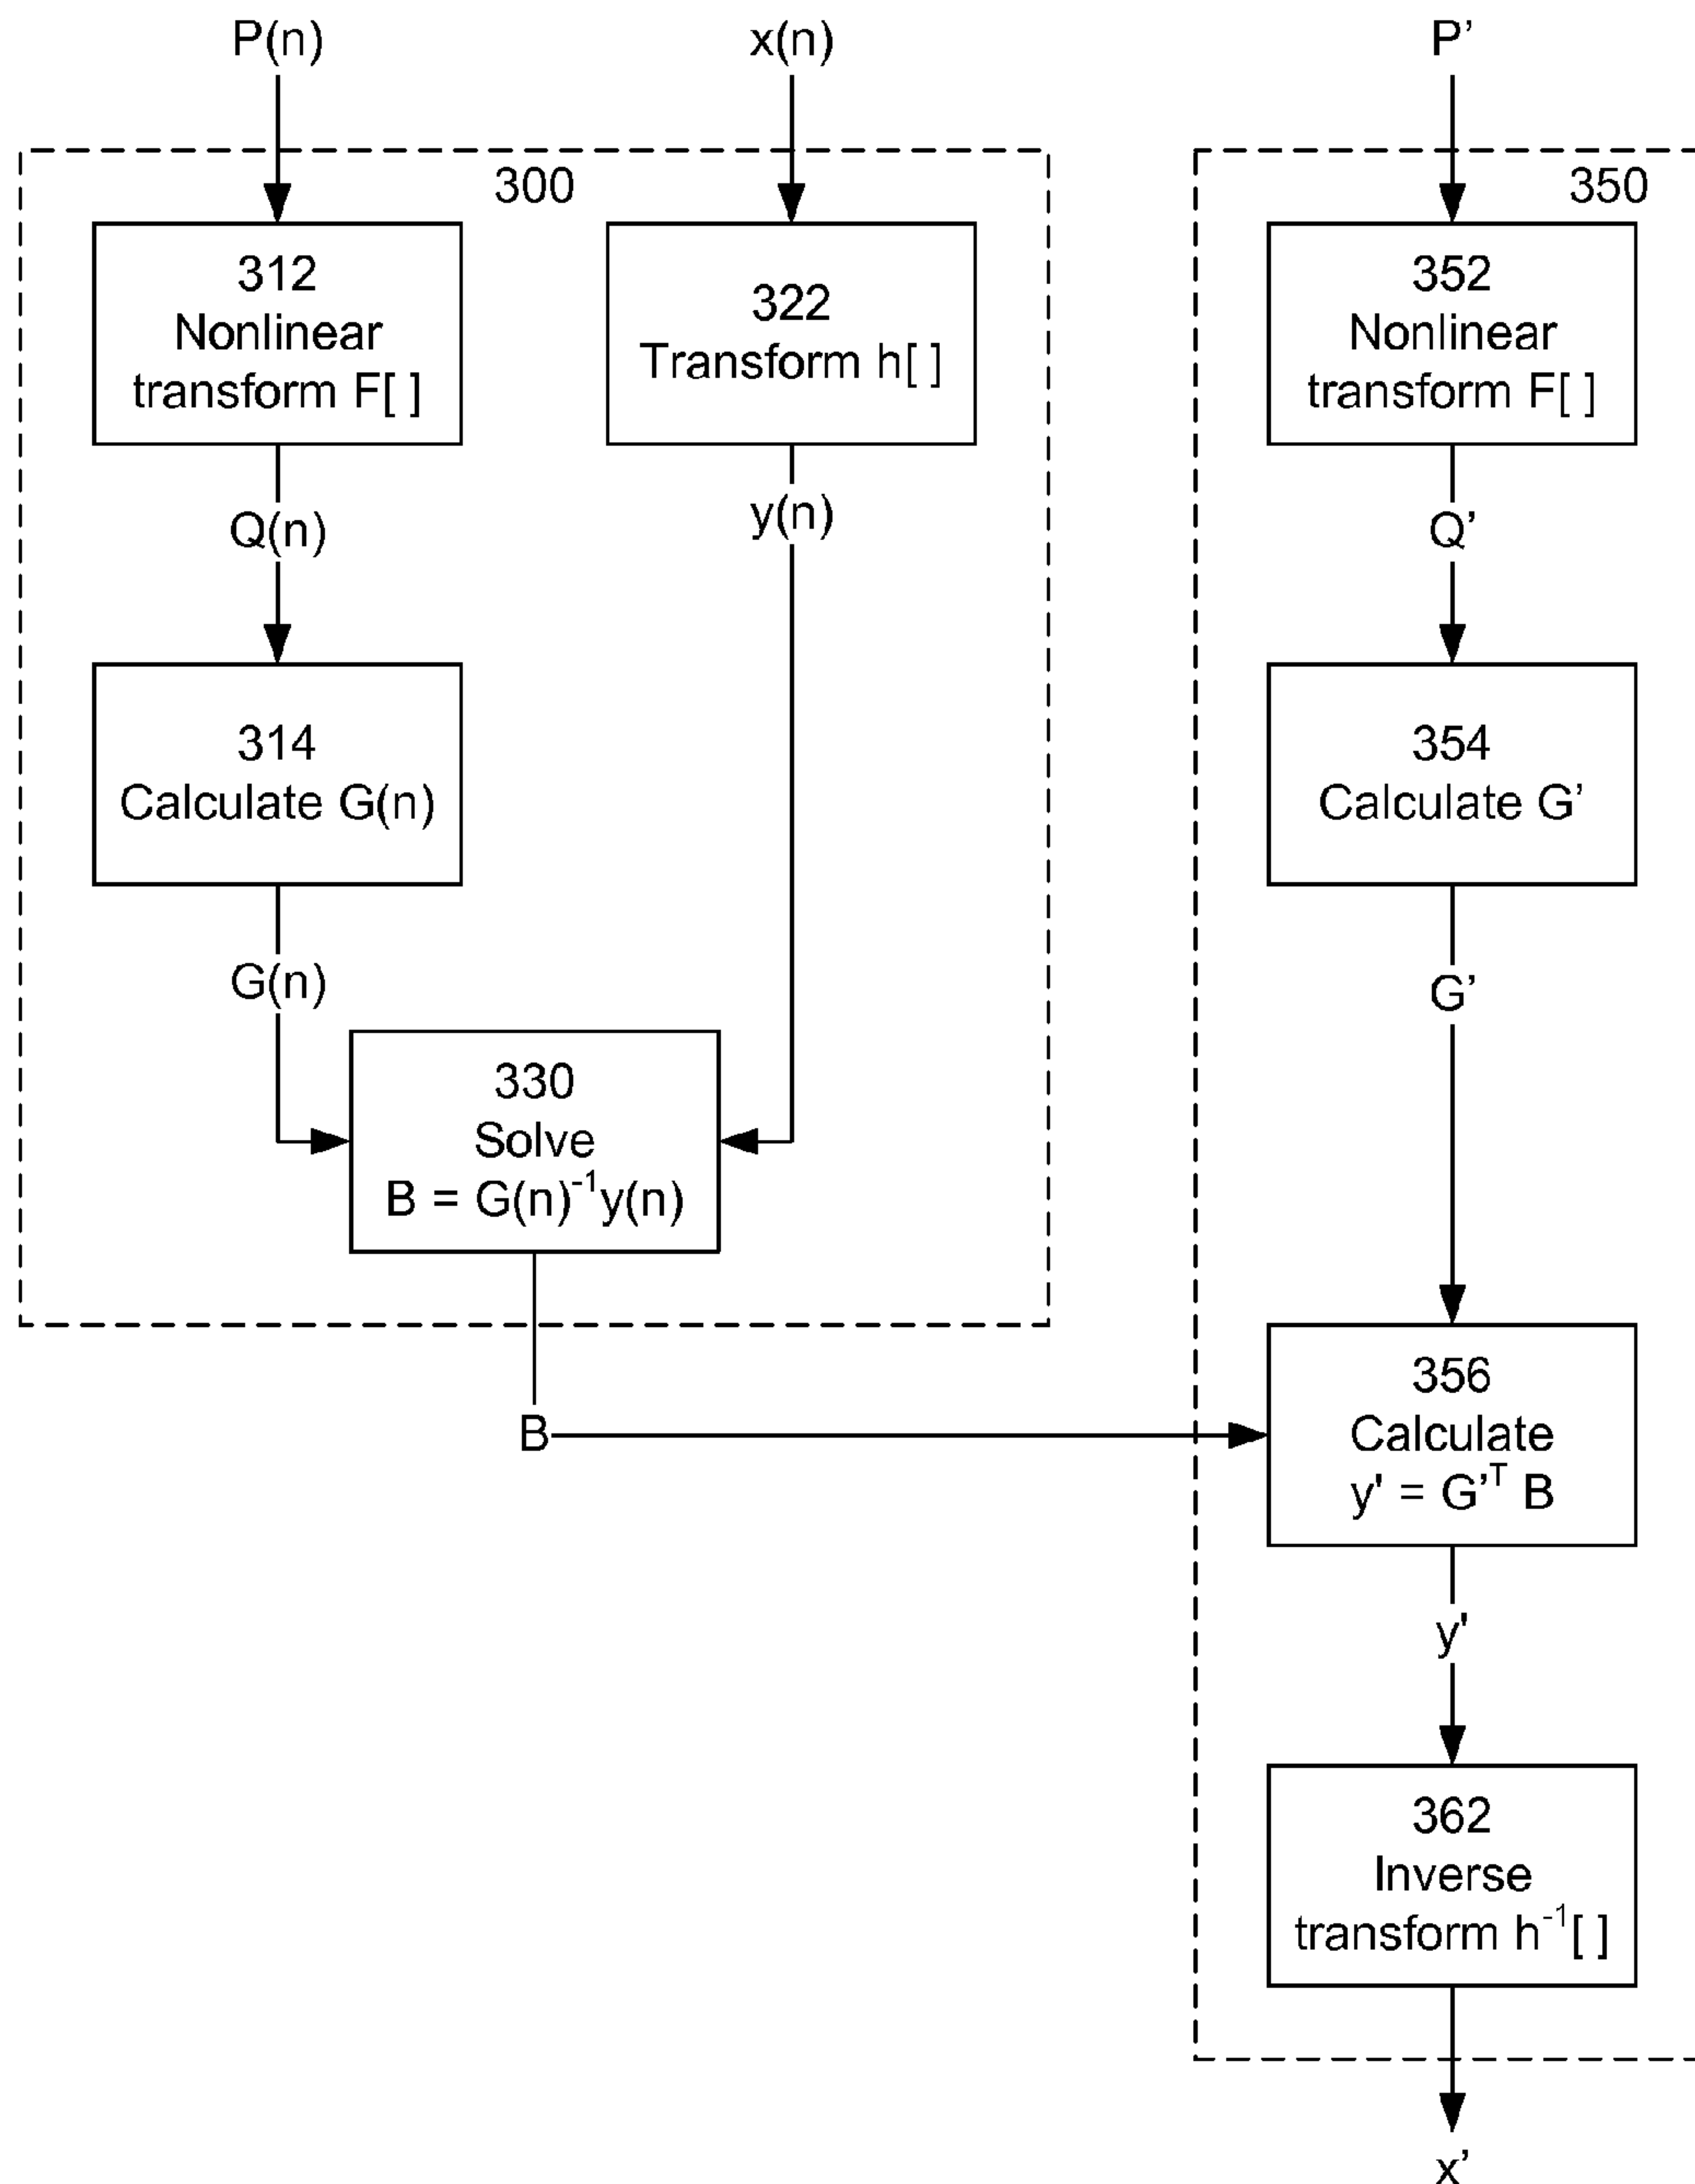 P(n)
x(n)
P’
300
350
312
Nonlinear
transform F[ ]
322
Transform h[ ]
352
Nonlinear
transform F[ ]
Q(n)
y(n)
Q’
314
Calculate G(n)
354
Calculate G’
G(n)
G’
330
Solve
B = G(n)⁻¹y(n)
B
356
Calculate
y' = G’ᵀ B
y'
362
Inverse
transform h⁻¹[ ]
x’